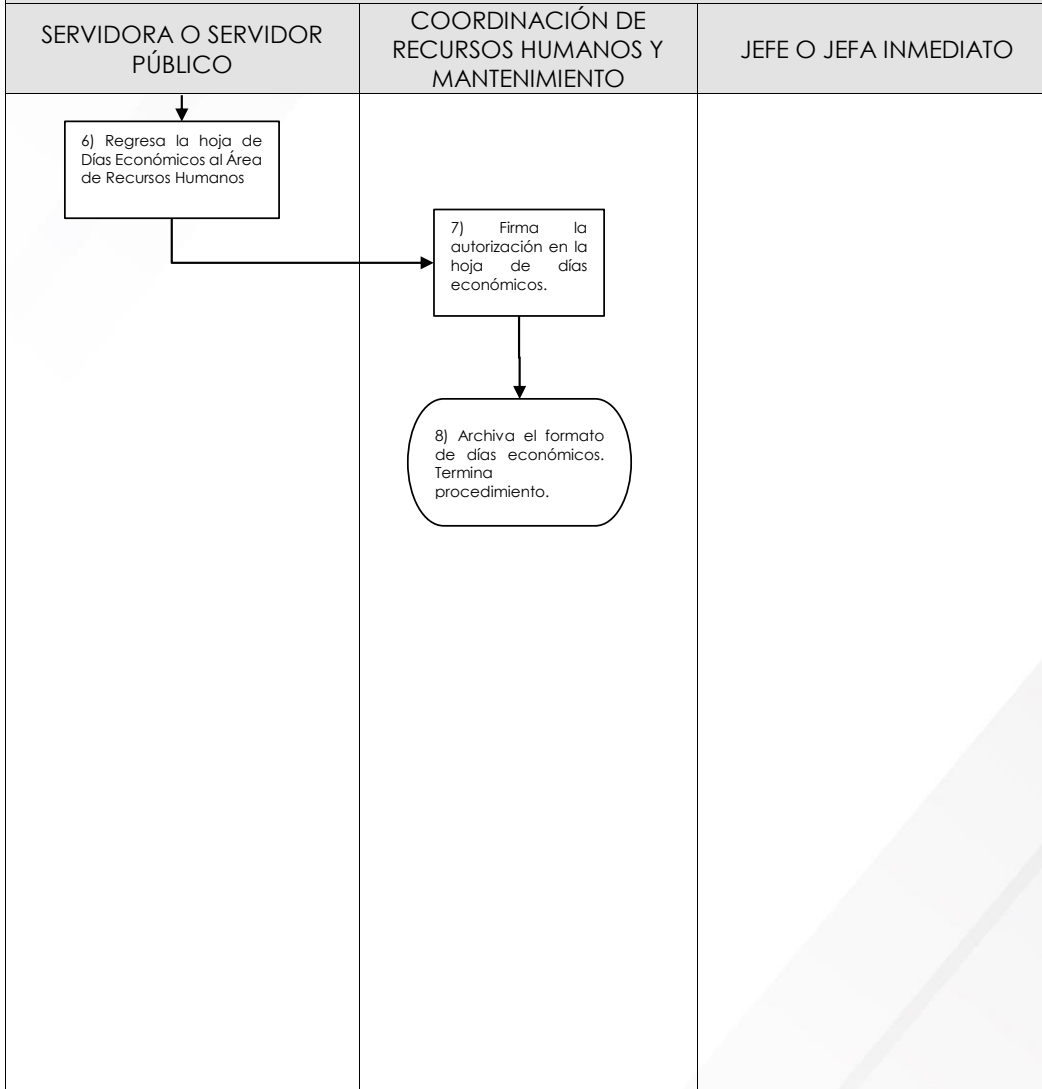 SERVIDORA O SERVIDOR
PÚBLICO
COORDINACIÓN DE
RECURSOS HUMANOS Y
MANTENIMIENTO
JEFE O JEFA INMEDIATO
6) Regresa la hoja de
Días Económicos al Área
de Recursos Humanos
7) Firma la
autorización en la
hoja de días
económicos.
8) Archiva el formato
de días económicos.
Termina
procedimiento.